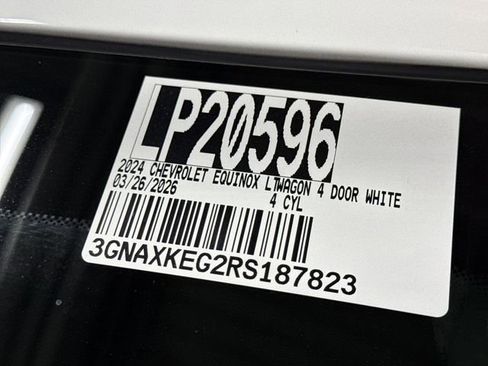 LP20596
2024 CHEVROLET EQUINOX LTWAGON 4 DOOR WHITE
03/26/2026 4 CYL
3GNAXKEG2RS187823